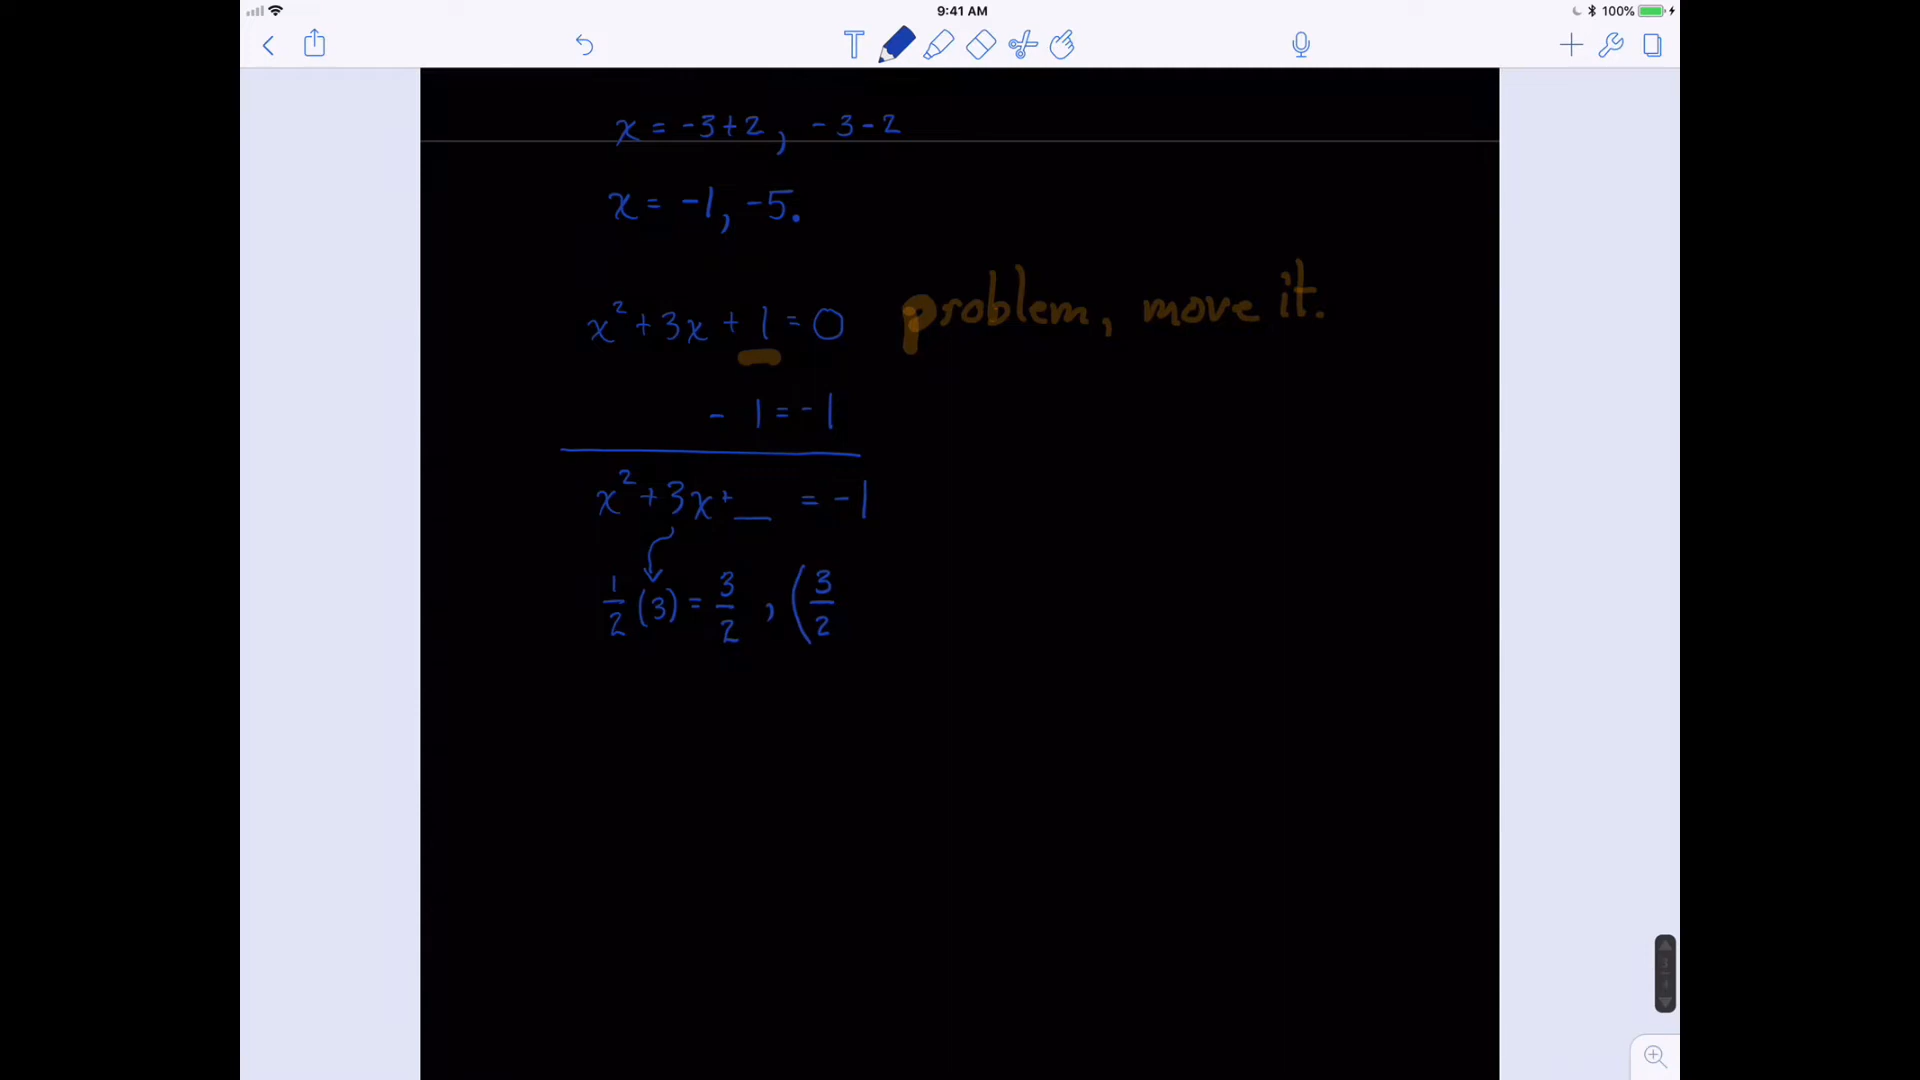 9:41 AM
100%
T
x = -3+2, -3-2
x = -1, -5.
x² + 3x + 1 = 0 problem, move it.
- 1 = -1
x² + 3x + __ = -1
1/2 (3) = 3/2 , (3/2